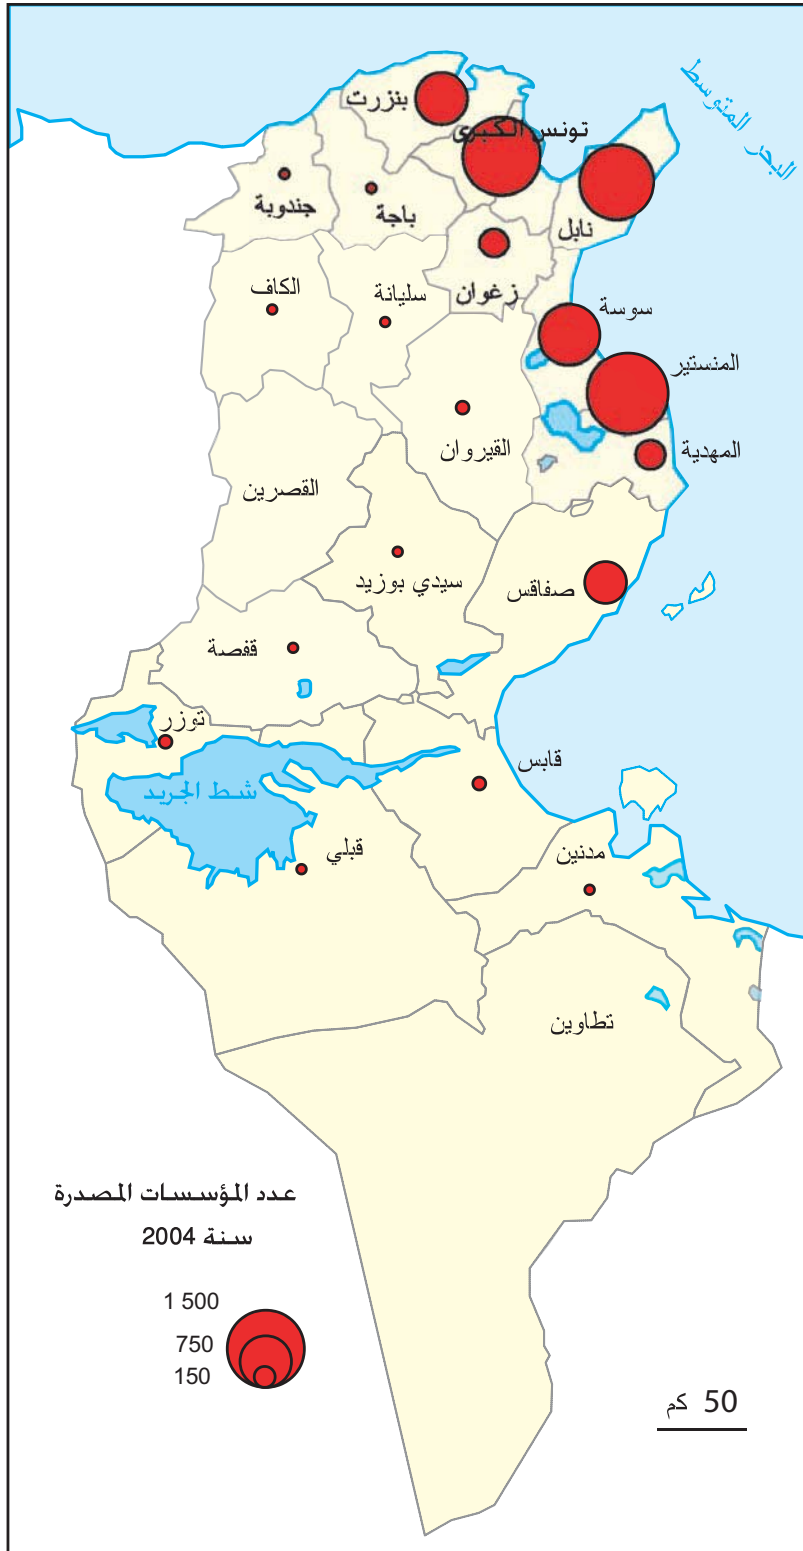 البحر المتوسط
بنزرت
تونس الكبرى
جندوبة
باجة
نابل
زغوان
الكاف
سليانة
سوسة
المنستير
القيروان
المهدية
القصرين
سيدي بوزيد
صفاقس
قفصة
توزر
شط الجريد
قابس
قبلي
مدنين
تطاوين
عدد المؤسسات المصدرة
سنة 2004
1 500
750
150
50 كم